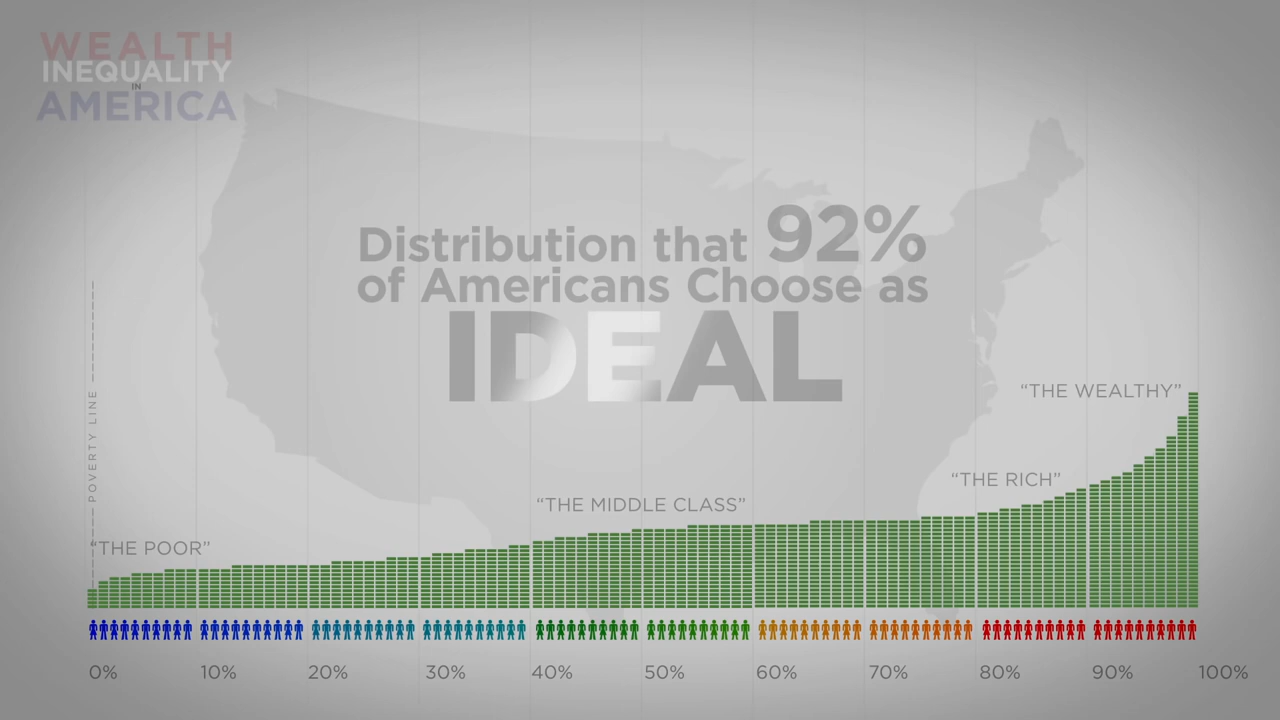 WEALTH
INEQUALITY
IN
AMERICA
Distribution that 92%
of Americans Choose as
IDEAL
“THE WEALTHY”
“THE RICH”
“THE MIDDLE CLASS”
“THE POOR”
POVERTY LINE
0% 10% 20% 30% 40% 50% 60% 70% 80% 90% 100%